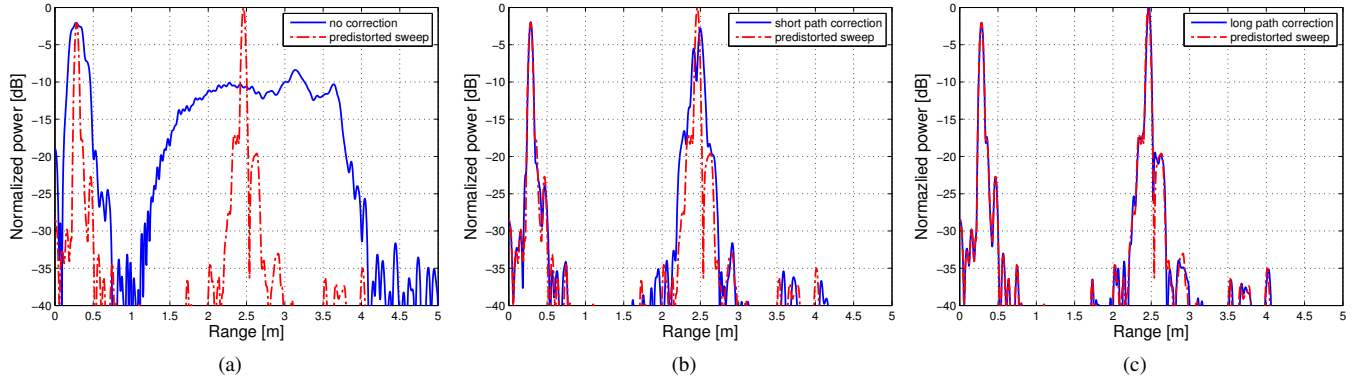 no correction
predistorted sweep
Normalized power [dB]
0
−5
−10
−15
−20
−25
−30
−35
−40
0 0.5 1 1.5 2 2.5 3 3.5 4 4.5 5
Range [m]
(a)
short path correction
predistorted sweep
Normalized power [dB]
0
−5
−10
−15
−20
−25
−30
−35
−40
0 0.5 1 1.5 2 2.5 3 3.5 4 4.5 5
Range [m]
(b)
long path correction
predistorted sweep
Normazlied power [dB]
0
−5
−10
−15
−20
−25
−30
−35
−40
0 0.5 1 1.5 2 2.5 3 3.5 4 4.5 5
Range [m]
(c)